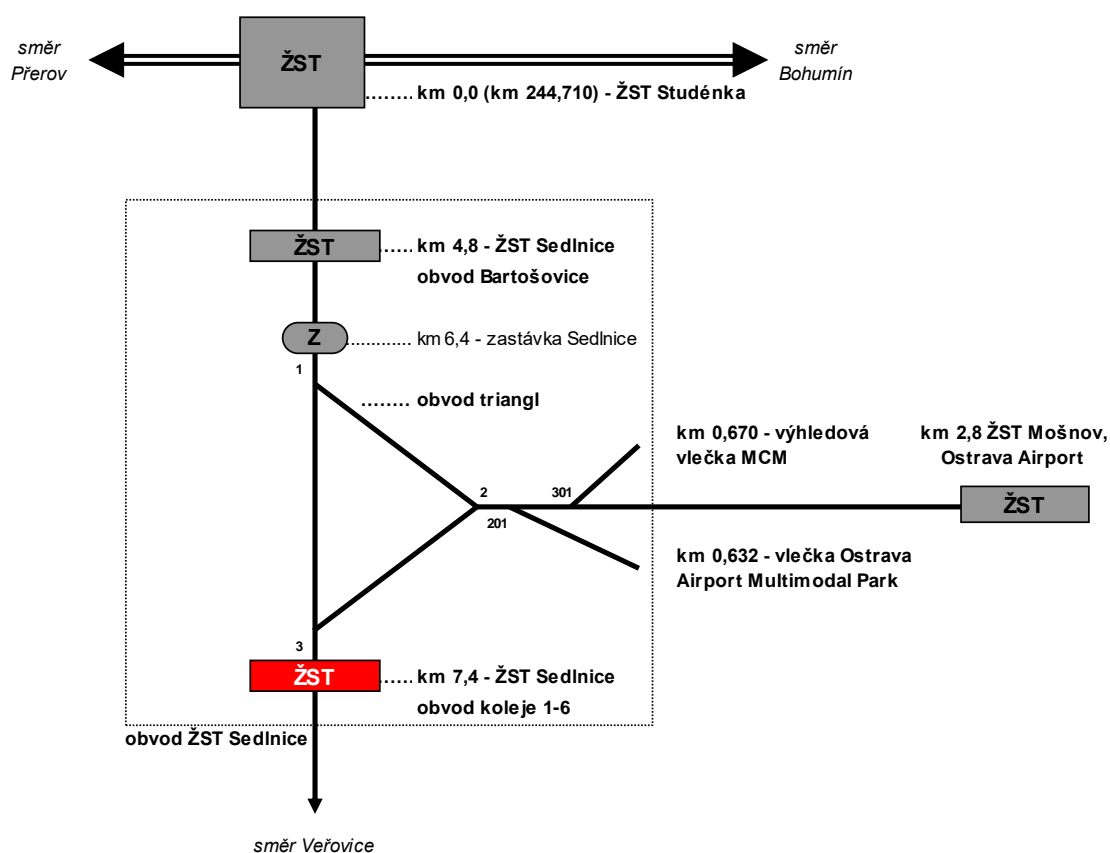 směr
Přerov
ŽST
směr
Bohumín
........ km 0,0 (km 244,710) - ŽST Studénka
ŽST
...... km 4,8 - ŽST Sedlnice
obvod Bartošovice
Z
............. km 6,4 - zastávka Sedlnice
1
........ obvod triangl
km 0,670 - výhledová
vlečka MCM
km 2,8 ŽST Mošnov,
Ostrava Airport
2
301
201
ŽST
km 0,632 - vlečka Ostrava
Airport Multimodal Park
3
ŽST
...... km 7,4 - ŽST Sedlnice
obvod koleje 1-6
obvod ŽST Sedlnice
směr Veřovice